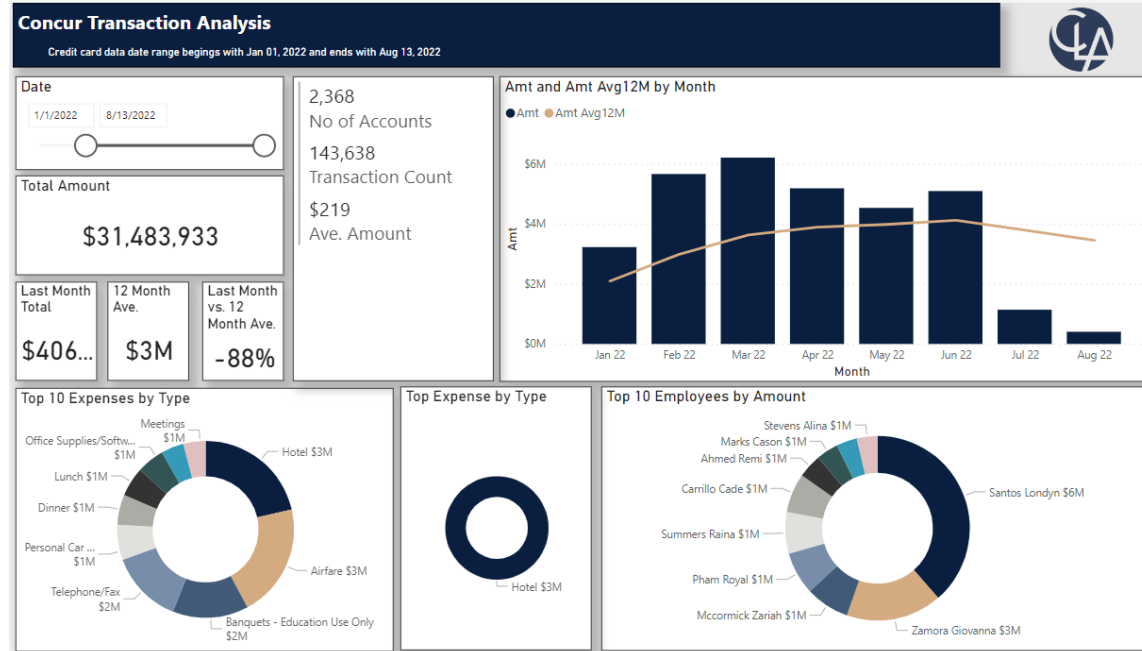 Concur Transaction Analysis
Credit card data date range begings with Jan 01, 2022 and ends with Aug 13, 2022
CLA
Date
1/1/2022
8/13/2022
Total Amount
$31,483,933
Last Month
Total
$406...
12 Month
Ave.
$3M
Last Month
vs. 12
Month Ave.
-88%
2,368
No of Accounts
143,638
Transaction Count
$219
Ave. Amount
Amt and Amt Avg12M by Month
Amt
Amt Avg12M
Amt
$6M
$4M
$2M
$0M
Jan 22
Feb 22
Mar 22
Apr 22
May 22
Jun 22
Jul 22
Aug 22
Month
Top 10 Expenses by Type
Meetings
$1M
Office Supplies/Softw...
$1M
Lunch $1M
Dinner $1M
Personal Car ...
$1M
Telephone/Fax
$2M
Hotel $3M
Airfare $3M
Banquets - Education Use Only
$2M
Top Expense by Type
Hotel $3M
Top 10 Employees by Amount
Stevens Alina $1M
Marks Cason $1M
Ahmed Remi $1M
Carrillo Cade $1M
Summers Raina $1M
Pham Royal $1M
Mccormick Zariah $1M
Santos Londyn $6M
Zamora Giovanna $3M